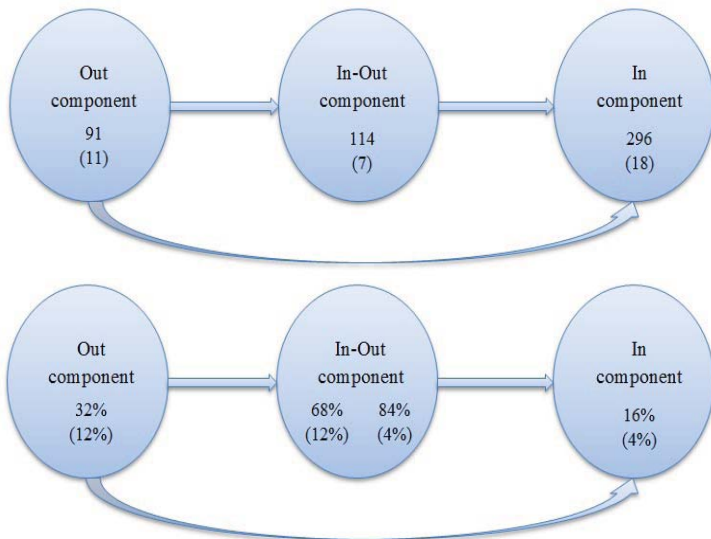 Out
component
91
(11)
In-Out
component
114
(7)
In
component
296
(18)
Out
component
32%
(12%)
In-Out
component
68% 84%
(12%) (4%)
In
component
16%
(4%)